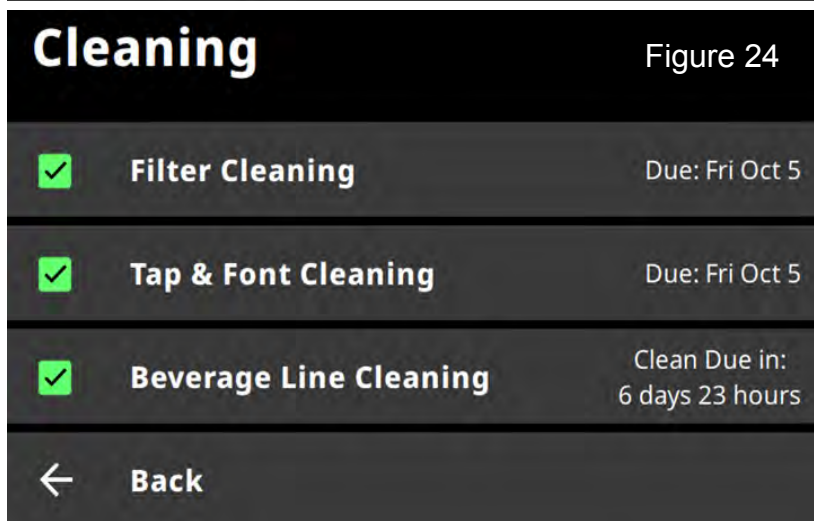 Cleaning
Figure 24
Filter Cleaning
Due: Fri Oct 5
Tap & Font Cleaning
Due: Fri Oct 5
Beverage Line Cleaning
Clean Due in:
6 days 23 hours
Back